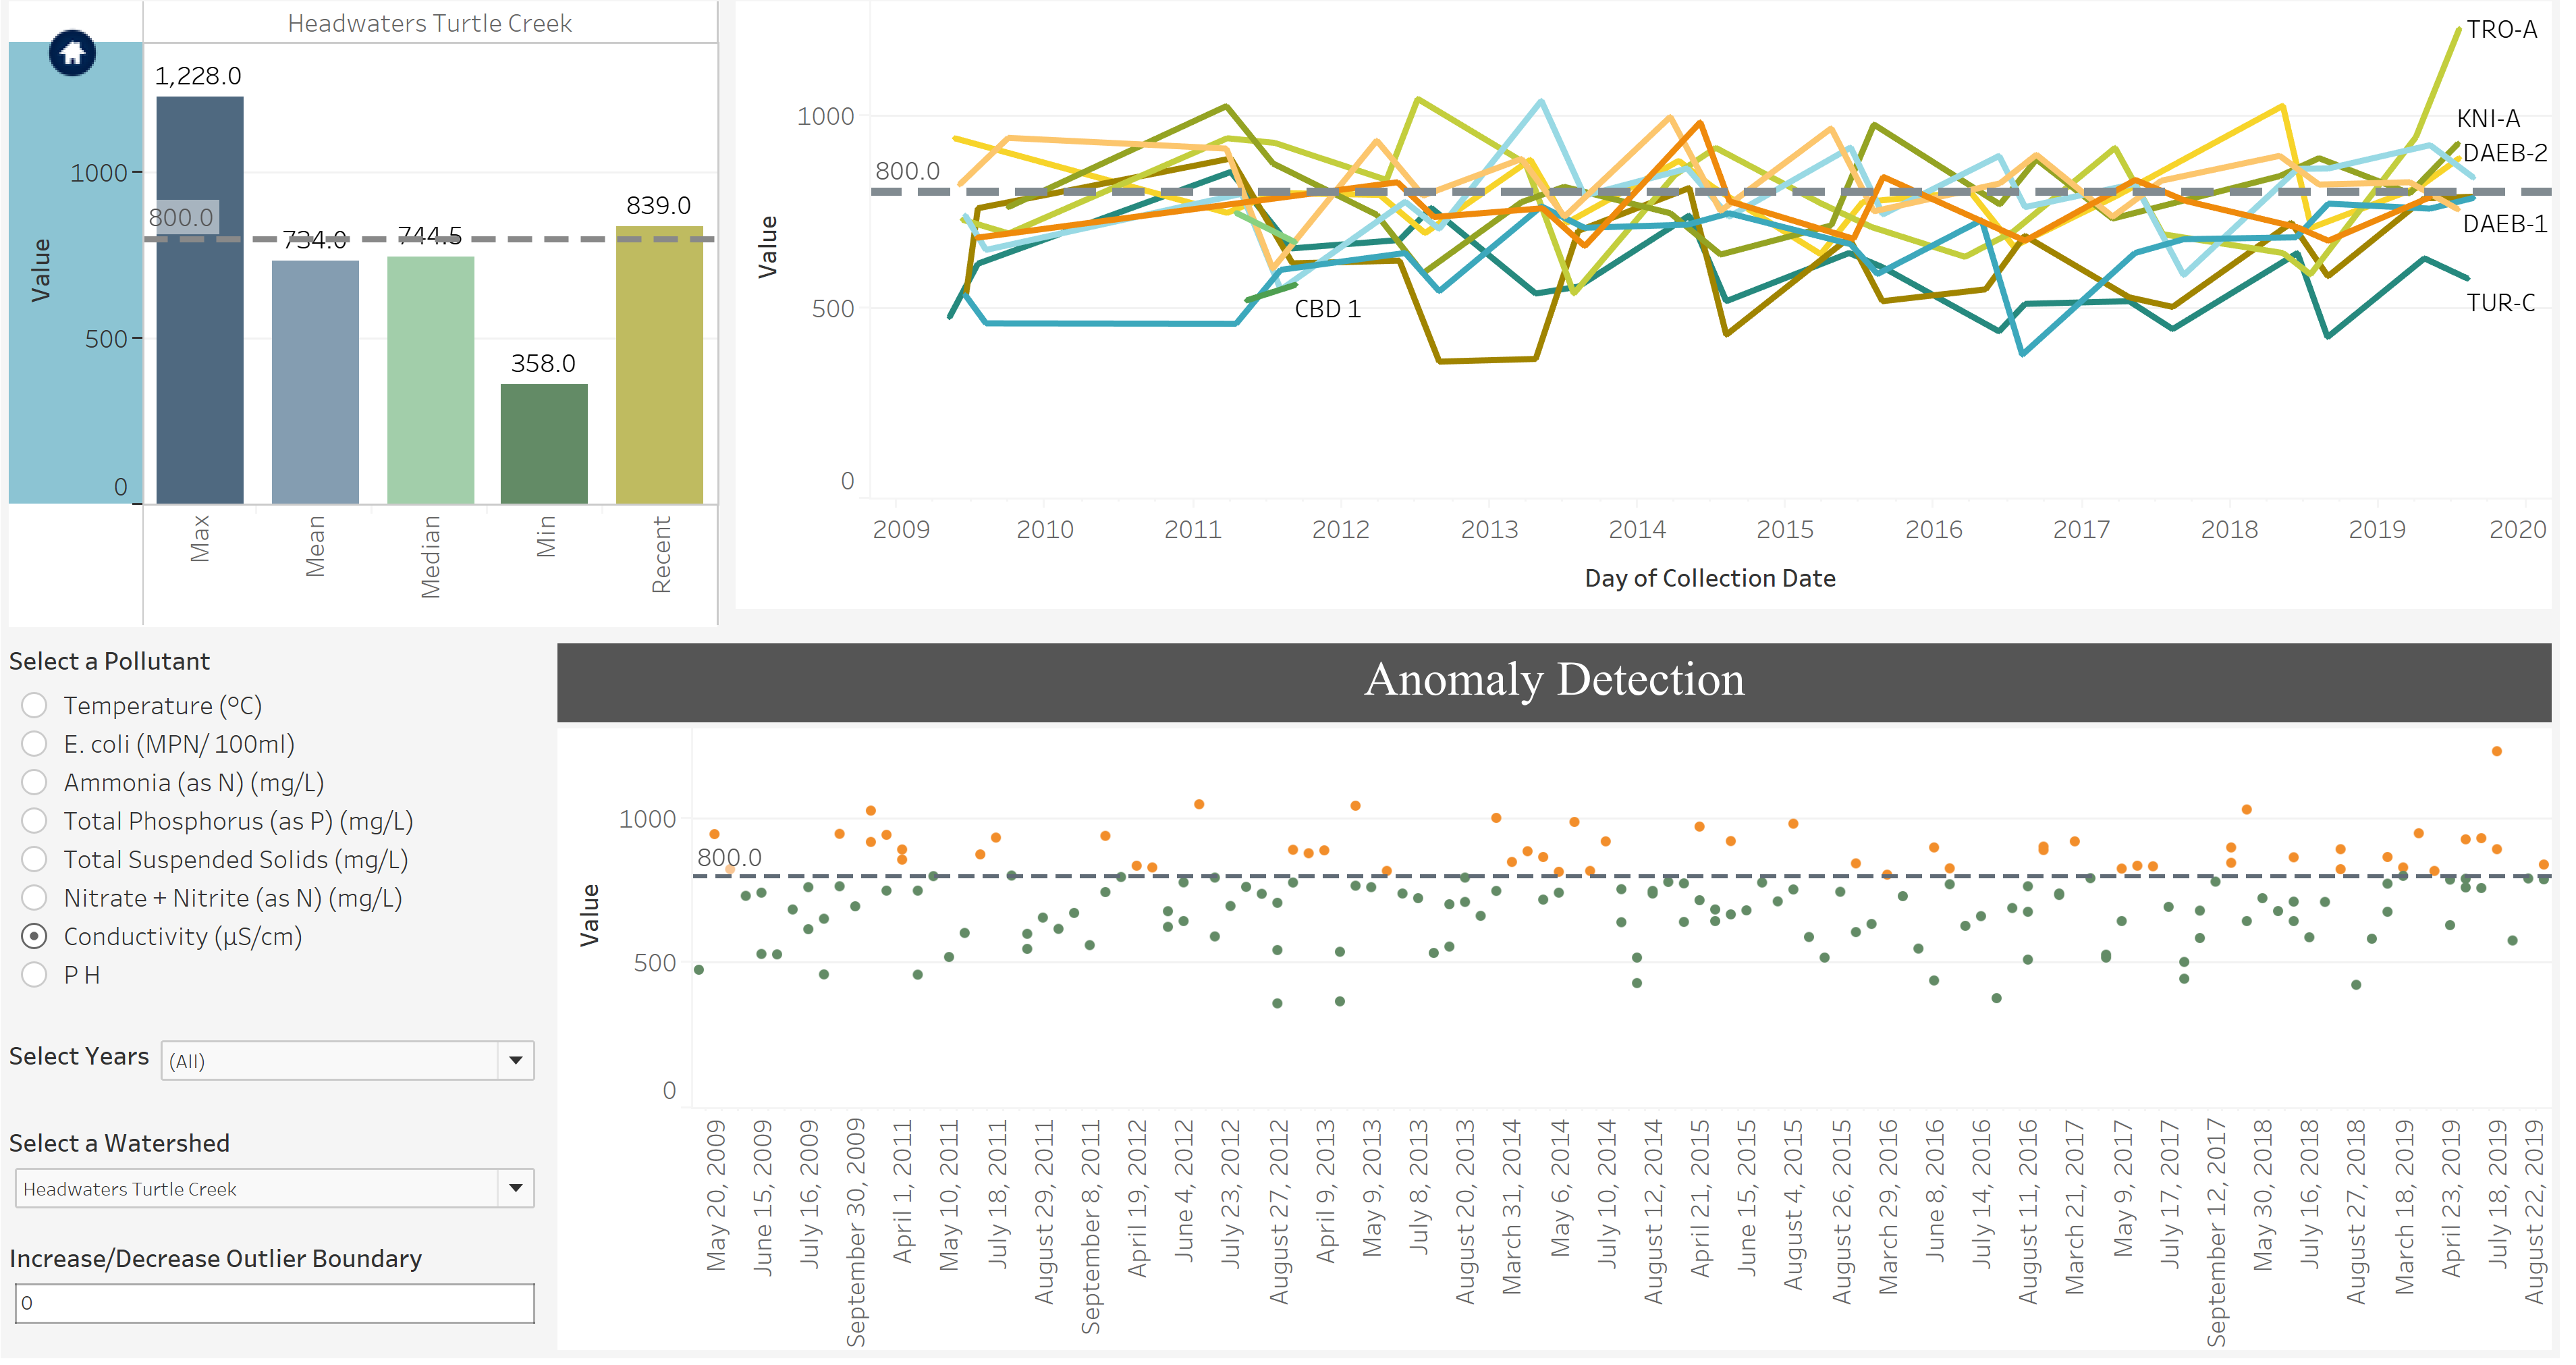 Headwaters Turtle Creek
1,228.0
1000
800.0
734.0
744.5
839.0
500
358.0
0
Value
Max
Mean
Median
Min
Recent
TRO-A
1000
KNI-A
DAEB-2
800.0
DAEB-1
500
CBD 1
TUR-C
0
Value
2009 2010 2011 2012 2013 2014 2015 2016 2017 2018 2019 2020
Day of Collection Date
Select a Pollutant
Temperature (°C)
E. coli (MPN/ 100ml)
Ammonia (as N) (mg/L)
Total Phosphorus (as P) (mg/L)
Total Suspended Solids (mg/L)
Nitrate + Nitrite (as N) (mg/L)
Conductivity (µS/cm)
P H
Select Years
(All)
Select a Watershed
Headwaters Turtle Creek
Increase/Decrease Outlier Boundary
0
Anomaly Detection
1000
800.0
500
0
Value
May 20, 2009
June 15, 2009
July 16, 2009
September 30, 2009
April 1, 2011
May 10, 2011
July 18, 2011
August 29, 2011
September 8, 2011
April 19, 2012
June 4, 2012
July 23, 2012
August 27, 2012
April 9, 2013
May 9, 2013
July 8, 2013
August 20, 2013
March 31, 2014
May 6, 2014
July 10, 2014
August 12, 2014
April 21, 2015
June 15, 2015
August 4, 2015
August 26, 2015
March 29, 2016
June 8, 2016
July 14, 2016
August 11, 2016
March 21, 2017
May 9, 2017
July 17, 2017
September 12, 2017
May 30, 2018
July 16, 2018
August 27, 2018
March 18, 2019
April 23, 2019
July 18, 2019
August 22, 2019